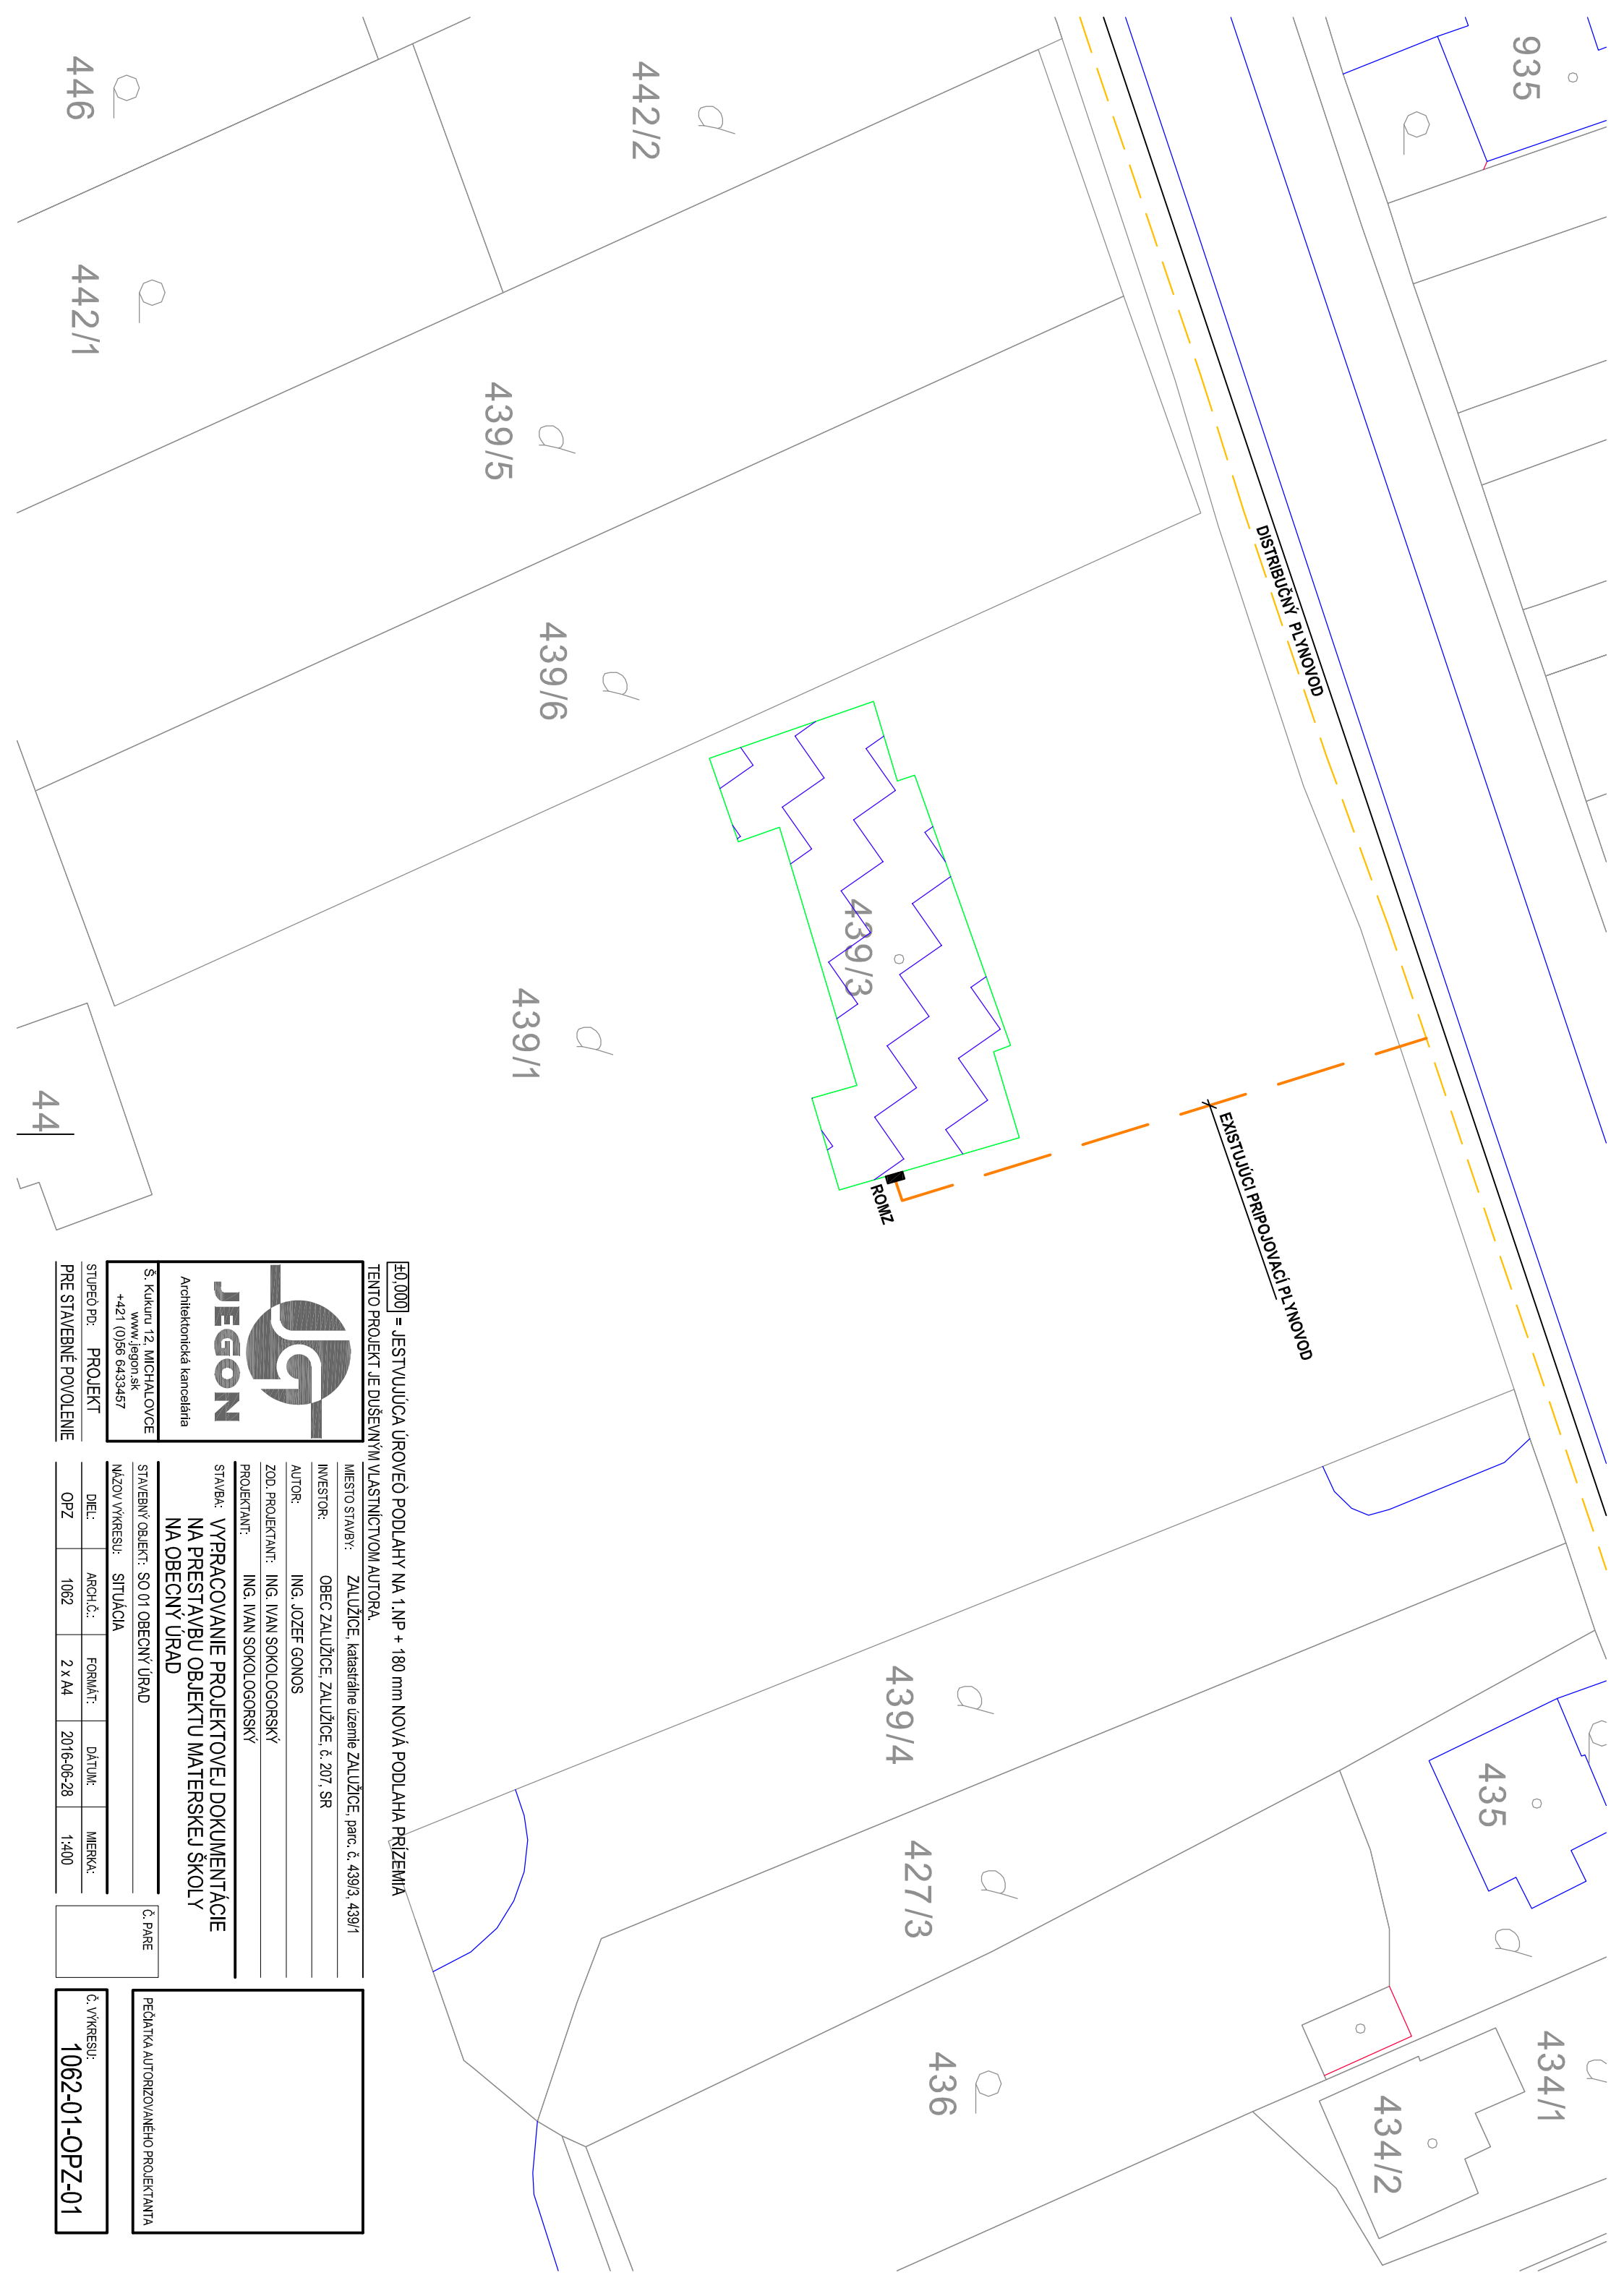 935
446
442/2
442/1
439/5
DISTRIBUČNÝ PLYNOVOD
439/6
439/3
439/1
44
ROMZ
EXISTUJÚCI PRIPOJOVACÍ PLYNOVOD
439/4
435
427/3
436
434/1
434/2
±0,000 = JESTVUJÚCA ÚROVEÒ PODLAHY NA 1.NP + 180 mm NOVÁ PODLAHA PRÍZEMIA
TENTO PROJEKT JE DUŠEVNÝM VLASTNÍCTVOM AUTORA.
JEGON
Architektonická kancelária
Š. Kukuru 12, MICHALOVCE
www.jegon.sk
+421 (0)56 6433457
STUPEÒ PD: PROJEKT
PRE STAVEBNÉ POVOLENIE
MIESTO STAVBY: ZALUŽICE, katastrálne územie ZALUŽICE, parc. č. 439/3, 439/1
INVESTOR: OBEC ZALUŽICE, ZALUŽICE, č. 207, SR
AUTOR: ING. JOZEF GONOS
ZOD. PROJEKTANT: ING. IVAN SOKOLOGORSKÝ
PROJEKTANT: ING. IVAN SOKOLOGORSKÝ
STAVBA: VYPRACOVANIE PROJEKTOVEJ DOKUMENTÁCIE
NA PRESTAVBU OBJEKTU MATERSKEJ ŠKOLY
NA OBECNÝ ÚRAD
STAVEBNÝ OBJEKT: SO 01 OBECNÝ ÚRAD
NÁZOV VÝKRESU: SITUÁCIA
DIEL: ARCH.Č.: FORMÁT: DÁTUM: MIERKA:
OPZ 1062 2 x A4 2016-06-28 1:400
Č. PARE
PEČIATKA AUTORIZOVANÉHO PROJEKTANTA
Č. VÝKRESU:
1062-01-OPZ-01